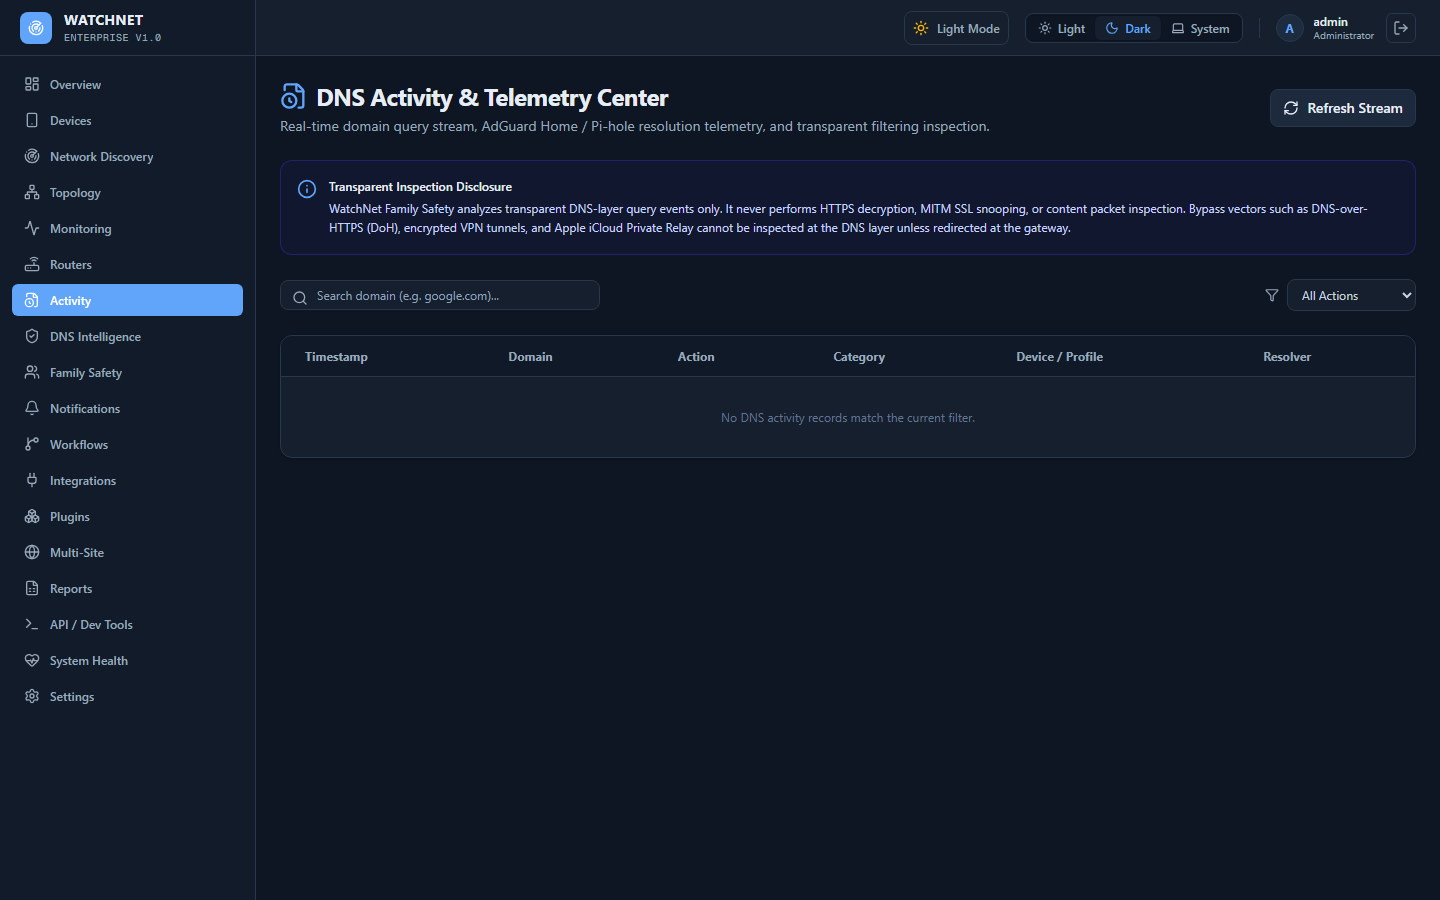 WATCHNET
ENTERPRISE V1.0
Light Mode
Light
Dark
System
A
admin
Administrator
Overview
Devices
Network Discovery
Topology
Monitoring
Routers
Activity
DNS Intelligence
Family Safety
Notifications
Workflows
Integrations
Plugins
Multi-Site
Reports
API / Dev Tools
System Health
Settings
DNS Activity & Telemetry Center
Real-time domain query stream, AdGuard Home / Pi-hole resolution telemetry, and transparent filtering inspection.
Refresh Stream
Transparent Inspection Disclosure
WatchNet Family Safety analyzes transparent DNS-layer query events only. It never performs HTTPS decryption, MITM SSL snooping, or content packet inspection. Bypass vectors such as DNS-over-
HTTPS (DoH), encrypted VPN tunnels, and Apple iCloud Private Relay cannot be inspected at the DNS layer unless redirected at the gateway.
Search domain (e.g. google.com)...
All Actions
Timestamp Domain Action Category Device / Profile Resolver
No DNS activity records match the current filter.